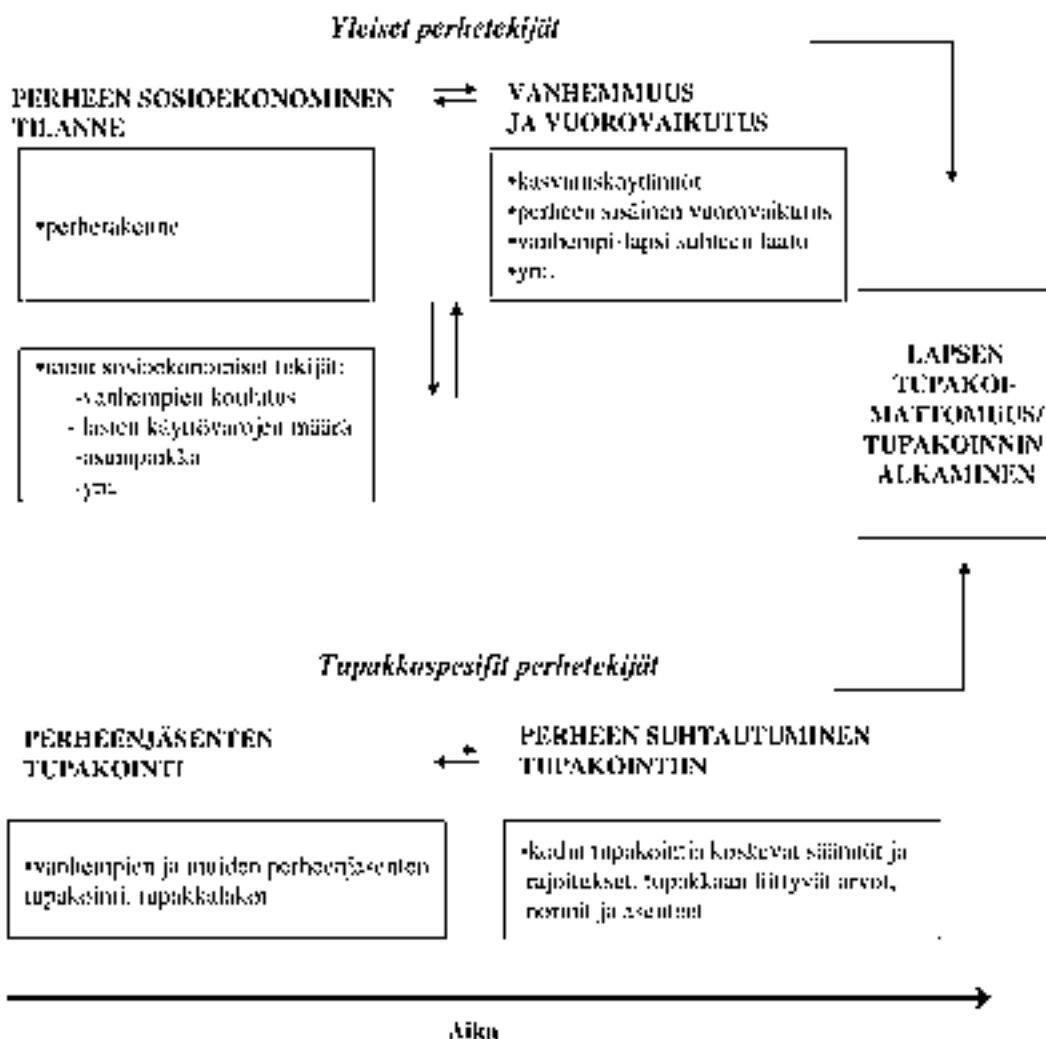 Yleiset perhetekijät
PERHEEN SOSIOEKONOMINEN
TILANNE
•perherakenne
•muut sosioekonomiset tekijät:
-vanhempien koulutus
- lasten käyttövarojen määrä
-asuinpaikka
-ym.
VANHEMMUUS
JA VUOROVAIKUTUS
•kasvatuskäytännöt
•perheen sisäinen vuorovaikutus
•vanhempi-lapsi suhteen laatu
•ym.
LAPSEN
TUPAKOI-
MATTOMUUS/
TUPAKOINNIN
ALKAMINEN
Tupakkaspesifit perhetekijät
PERHEENJÄSENTEN
TUPAKOINTI
•vanhempien ja muiden perheenjäsenten
tupakointi, tupakkalakot
PERHEEN SUHTAUTUMINEN
TUPAKOINTIIN
•kodin tupakointia koskevat säännöt ja
rajoitukset, tupakkaan liittyvät arvot,
normit ja asenteet
Aika